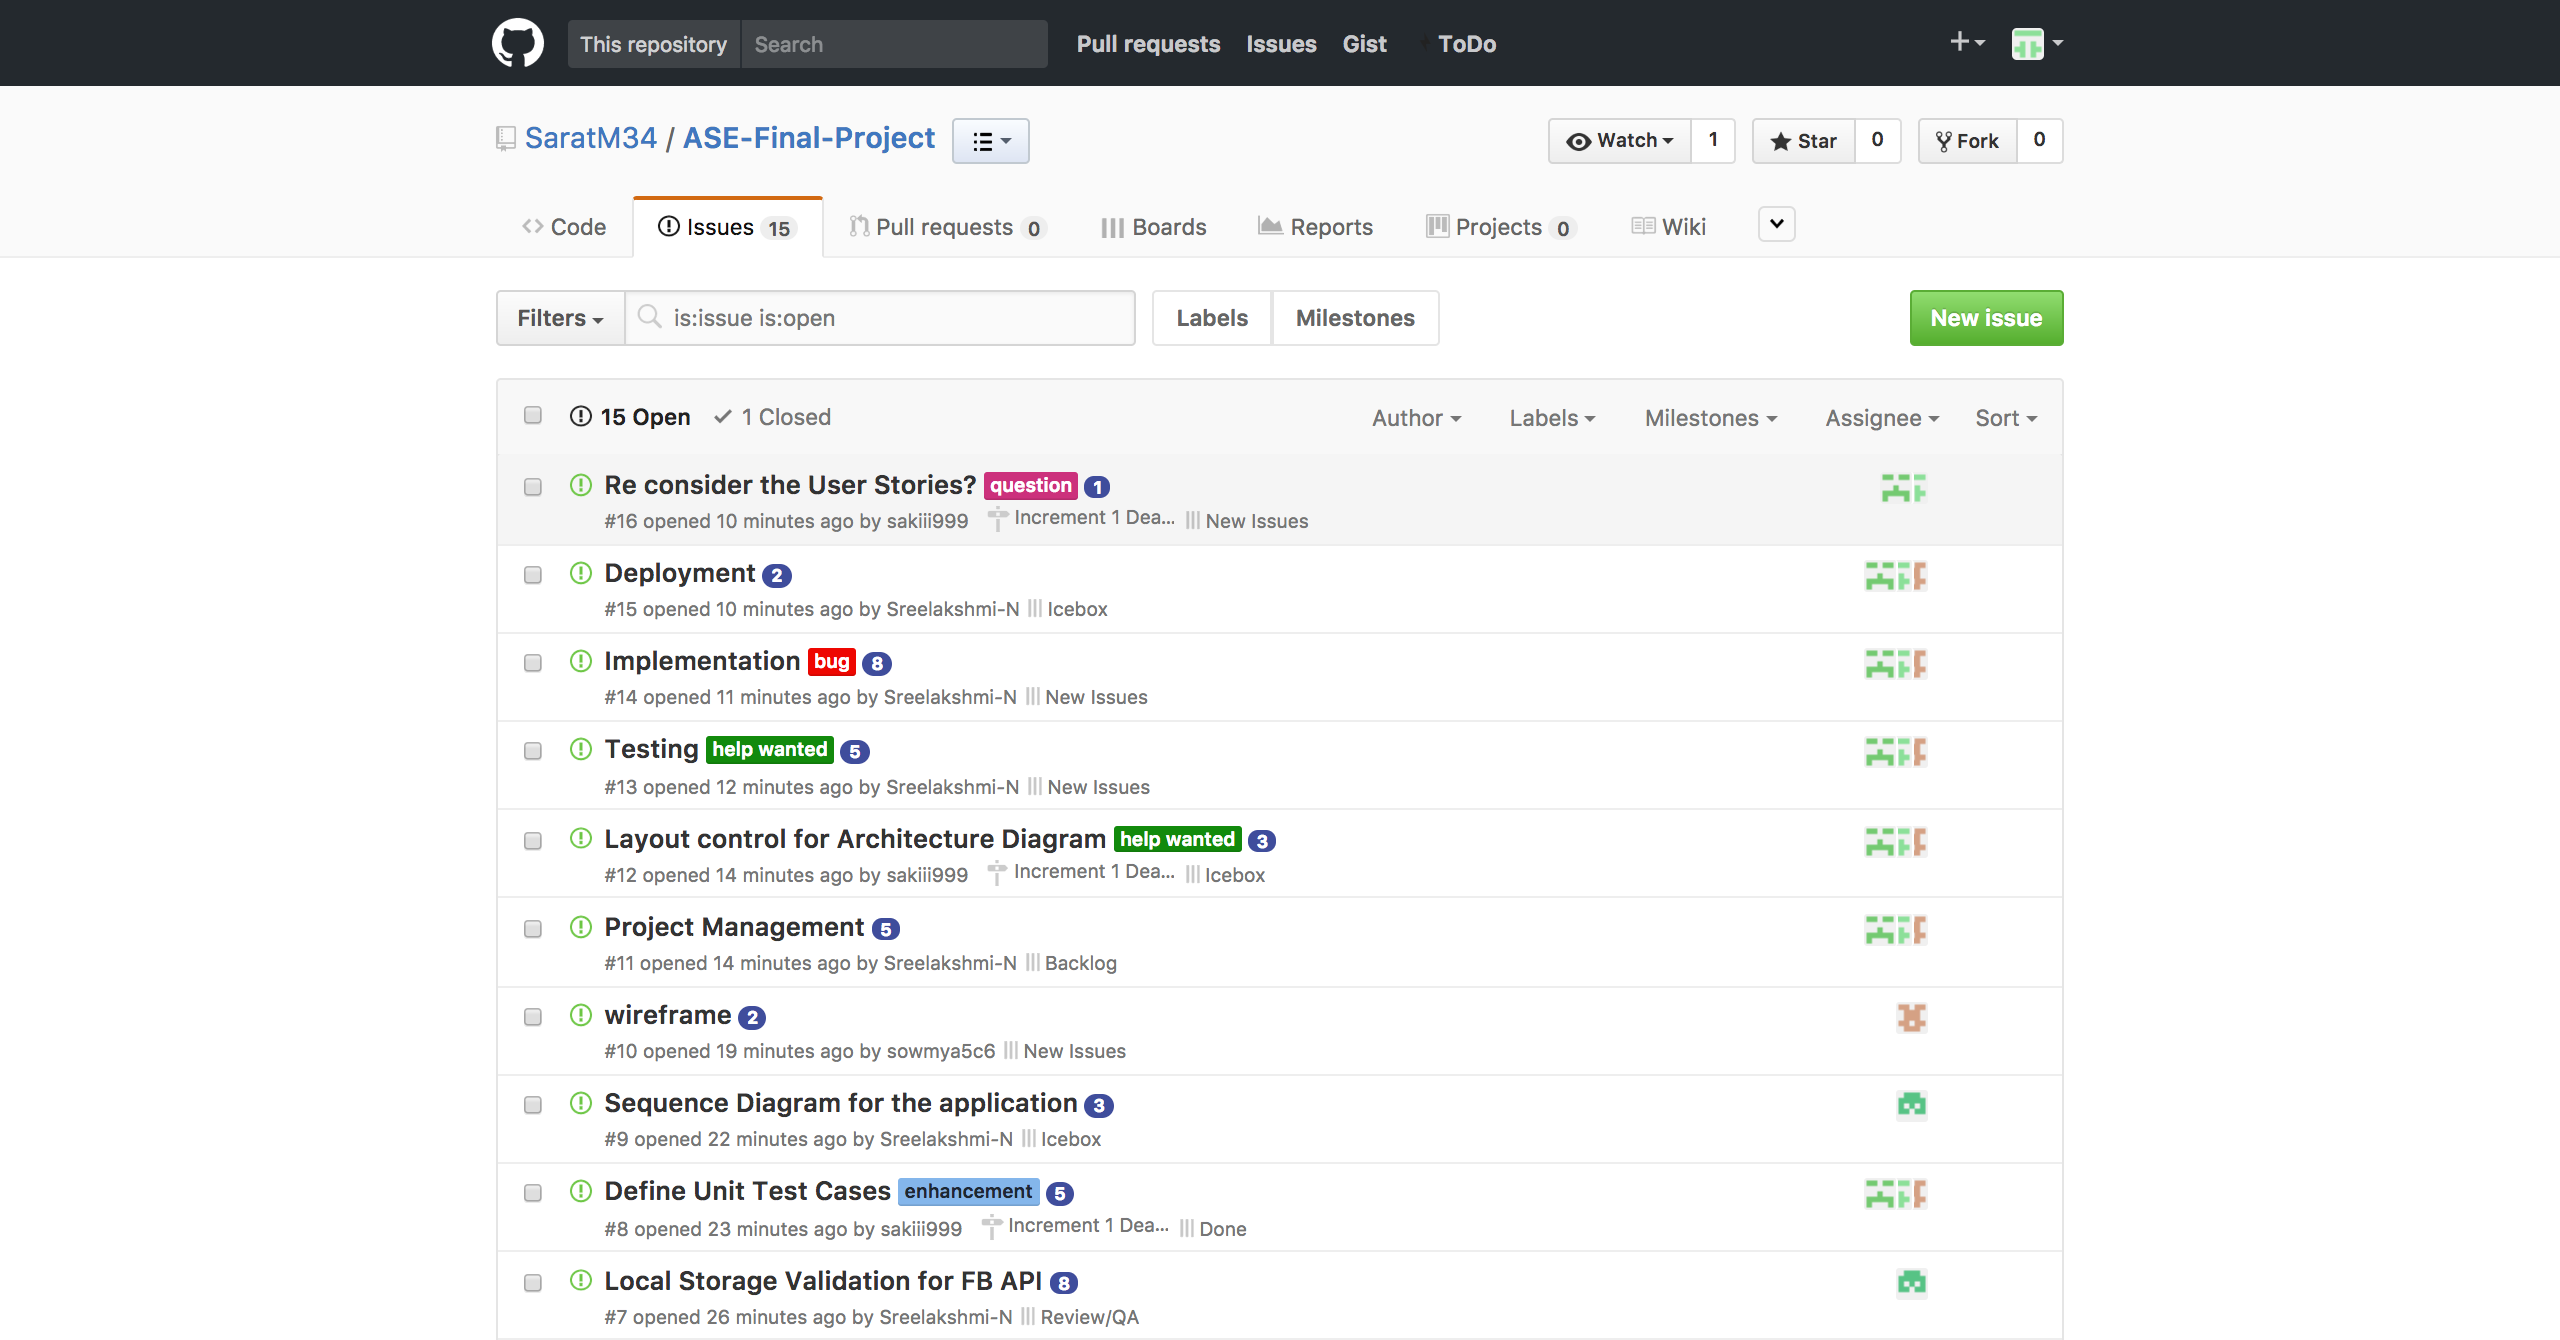 This repository Search Pull requests Issues Gist ToDo
SaratM34 / ASE-Final-Project Watch 1 Star 0 Fork 0
Code Issues 15 Pull requests 0 Boards Reports Projects 0 Wiki
Filters is:issue is:open Labels Milestones New issue
15 Open 1 Closed Author Labels Milestones Assignee Sort
Re consider the User Stories? question 1
#16 opened 10 minutes ago by sakiii999 Increment 1 Dea... New Issues
Deployment 2
#15 opened 10 minutes ago by Sreelakshmi-N Icebox
Implementation bug 8
#14 opened 11 minutes ago by Sreelakshmi-N New Issues
Testing help wanted 5
#13 opened 12 minutes ago by Sreelakshmi-N New Issues
Layout control for Architecture Diagram help wanted 3
#12 opened 14 minutes ago by sakiii999 Increment 1 Dea... Icebox
Project Management 5
#11 opened 14 minutes ago by Sreelakshmi-N Backlog
wireframe 2
#10 opened 19 minutes ago by sowmya5c6 New Issues
Sequence Diagram for the application 3
#9 opened 22 minutes ago by Sreelakshmi-N Icebox
Define Unit Test Cases enhancement 5
#8 opened 23 minutes ago by sakiii999 Increment 1 Dea... Done
Local Storage Validation for FB API 8
#7 opened 26 minutes ago by Sreelakshmi-N Review/QA